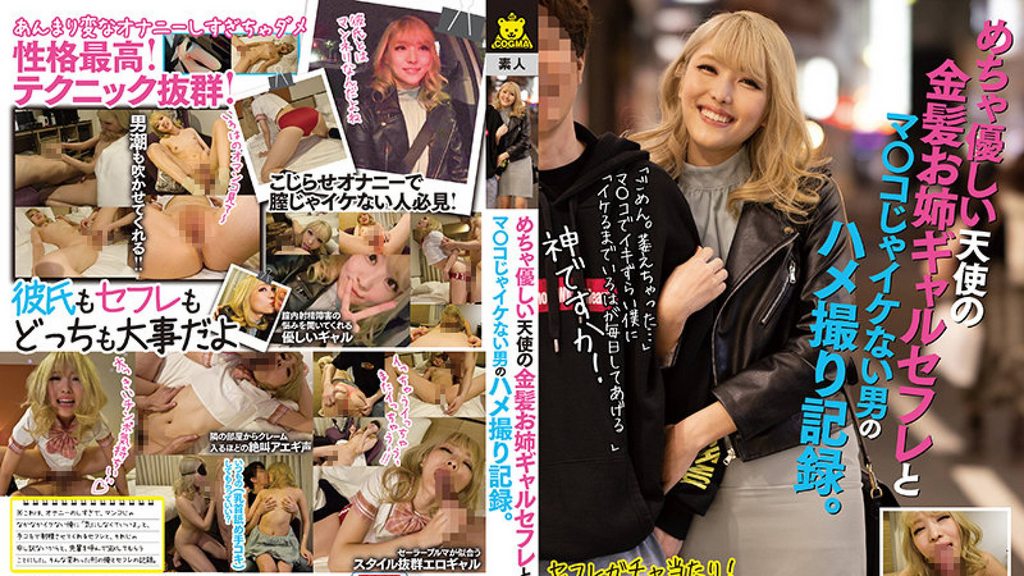 あんまり変なオナニーしすぎちゃダメ
性格最高!
テクニック抜群!
男潮も吹かせてくれる!!
こじらせオナニーで
膣じゃイケない人必見!
彼氏もセフレも
どっちも大事だよ
膣内射精障害の
悩みを聞いてくれる
優しいギャル
隣の部屋からクレーム
入るほどの絶叫アエギ声
セーラーブルマが似合う
スタイル抜群エロギャル
COGMA
素人
めちゃ優しい天使の金髪お姉ギャルセフレと
マ〇コじゃイケない男のハメ撮り記録。
めちゃ優しい天使の
金髪お姉ギャルセフレと
マ〇コじゃイケない男の
ハメ撮り記録。
「ごめん。萎えちゃった…」
マ〇コでイキずらい僕に
「イケるまでいろはが毎日してあげる」
神ですか!
セフレガチャ当たり!